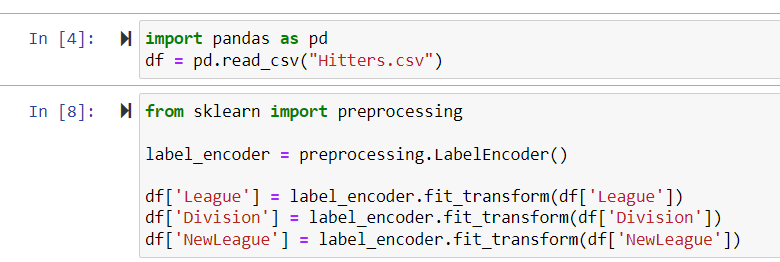 In [4]: import pandas as pd
df = pd.read_csv("Hitters.csv")
In [8]: from sklearn import preprocessing
label_encoder = preprocessing.LabelEncoder()
df['League'] = label_encoder.fit_transform(df['League'])
df['Division'] = label_encoder.fit_transform(df['Division'])
df['NewLeague'] = label_encoder.fit_transform(df['NewLeague'])